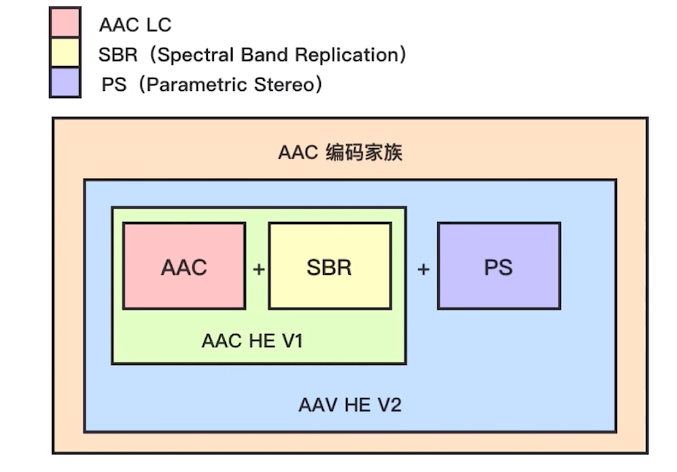 AAC LC
SBR（Spectral Band Replication）
PS（Parametric Stereo）
AAC 编码家族
AAC + SBR + PS
AAC HE V1
AAV HE V2